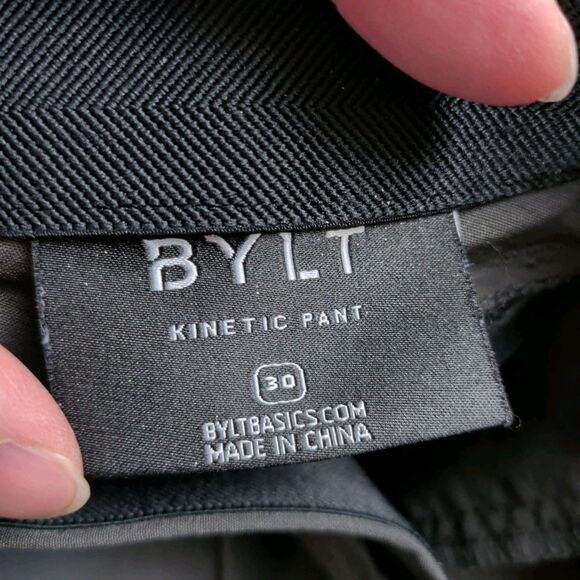 BYLT
KINETIC PANT
30
BYLTBASICS.COM
MADE IN CHINA